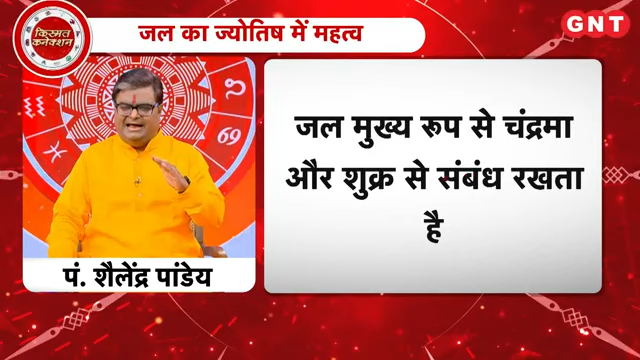 किस्मत
कनेक्शन
जल का ज्योतिष में महत्व
GNT
जल मुख्य रूप से चंद्रमा
और शुक्र से संबंध रखता
है
पं. शैलेंद्र पांडेय